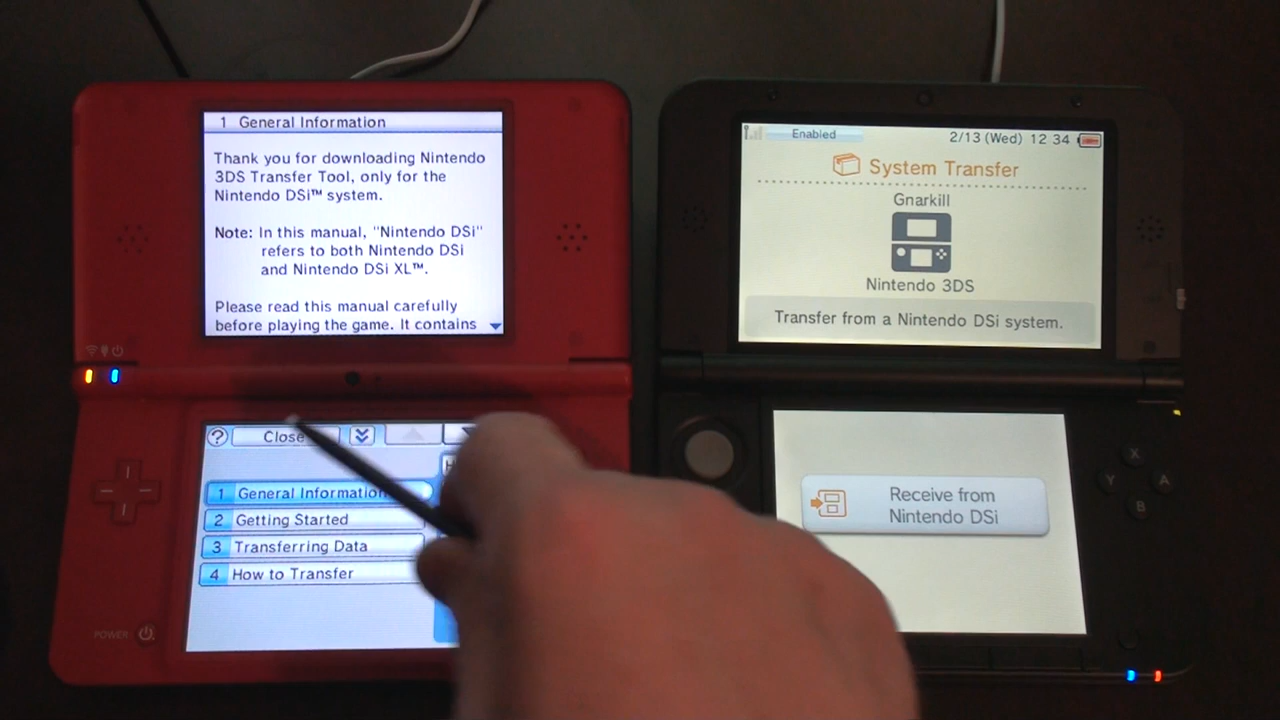 1 General Information
Thank you for downloading Nintendo
3DS Transfer Tool, only for the
Nintendo DSi™ system.
Note: In this manual, "Nintendo DSi"
refers to both Nintendo DSi
and Nintendo DSi XL™.
Please read this manual carefully
before playing the game. It contains
? Close
1 General Information
2 Getting Started
3 Transferring Data
4 How to Transfer
POWER
Enabled 2/13 (Wed) 12 34
System Transfer
Gnarkill
Nintendo 3DS
Transfer from a Nintendo DSi system.
Receive from
Nintendo DSi
X
Y A
B